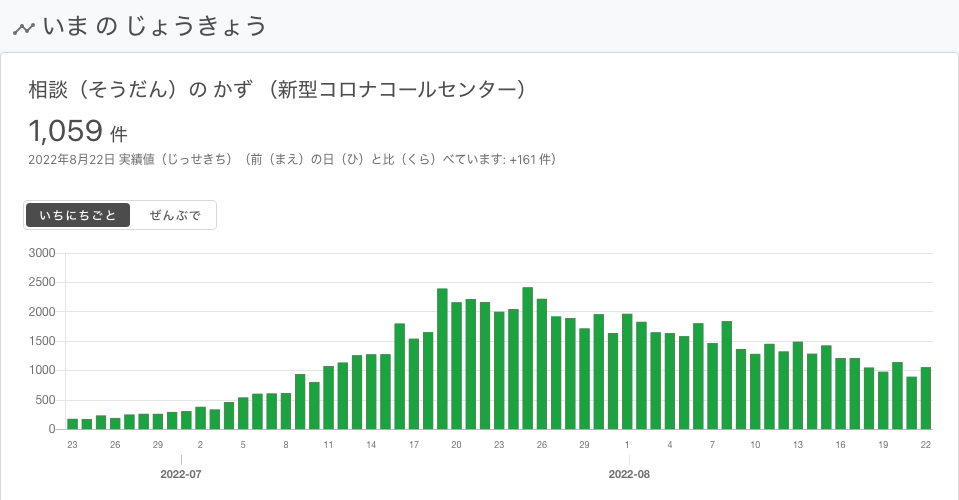 いま の じょうきょう
相談（そうだん）の かず （新型コロナコールセンター）
1,059 件
2022年8月22日 実績値（じっせきち）（前（まえ）の日（ひ）と比（くら）べています: +161 件）
いちにちごと ぜんぶで
3000
2500
2000
1500
1000
500
0
23 26 29 2 5 8 11 14 17 20 23 26 29 1 4 7 10 13 16 19 22
2022-07 2022-08